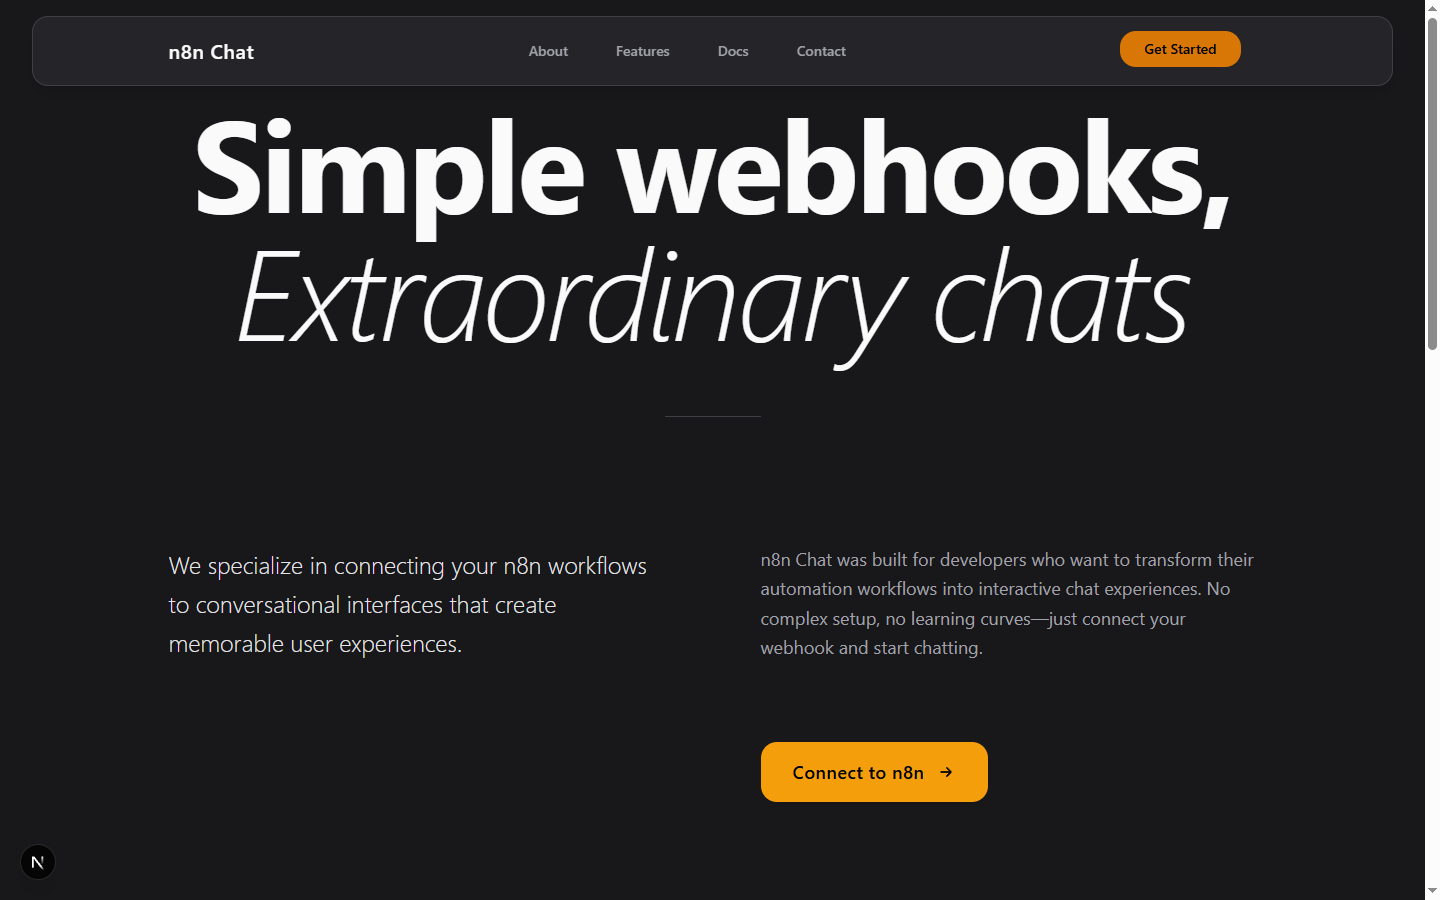 n8n Chat
About
Features
Docs
Contact
Get Started
Simple webhooks,
Extraordinary chats
We specialize in connecting your n8n workflows
to conversational interfaces that create
memorable user experiences.
n8n Chat was built for developers who want to transform their
automation workflows into interactive chat experiences. No
complex setup, no learning curves—just connect your
webhook and start chatting.
Connect to n8n →
N